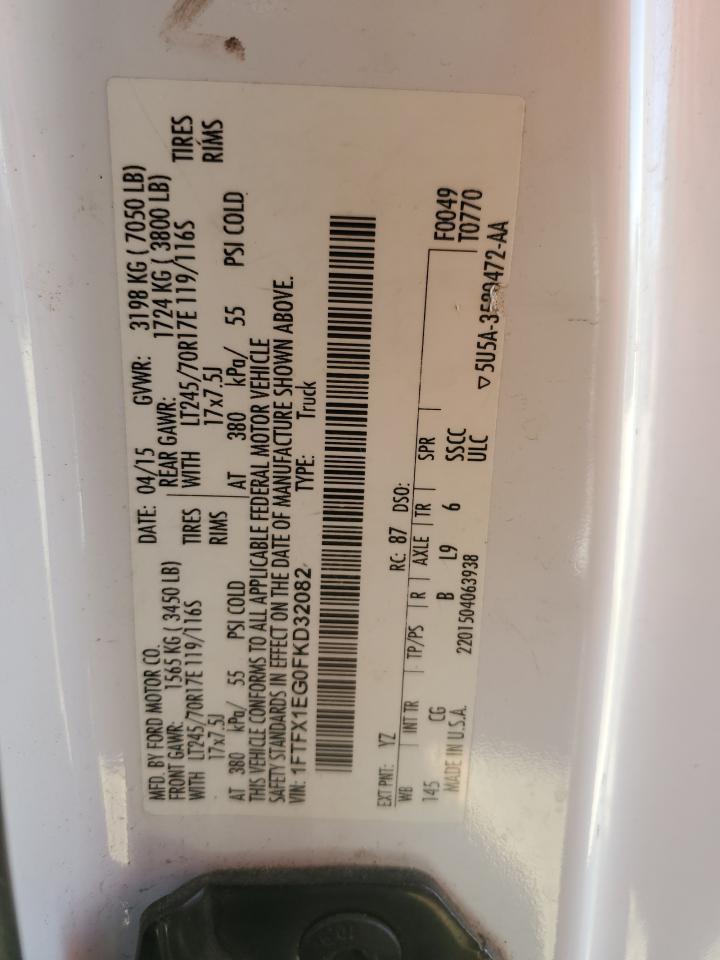 MFD. BY FORD MOTOR CO. DATE: 04/15 GVWR: 3198 KG ( 7050 LB)
FRONT GAWR: 1565 KG ( 3450 LB) REAR GAWR: 1724 KG ( 3800 LB)
WITH LT245/70R17E 119/116S TIRES WITH LT245/70R17E 119/116S TIRES
17x7.5J RIMS 17x7.5J RIMS
AT 380 kPa/ 55 PSI COLD AT 380 kPa/ 55 PSI COLD
THIS VEHICLE CONFORMS TO ALL APPLICABLE FEDERAL MOTOR VEHICLE
SAFETY STANDARDS IN EFFECT ON THE DATE OF MANUFACTURE SHOWN ABOVE.
VIN: 1FTFX1EG0FKD32082 TYPE: Truck
EXT PNT: YZ RC: 87 DSO: F0049
WB INT TR TP/PS R AXLE TR SPR T0770
145 CG B L9 6 SSCC
MADE IN U.S.A. 2201504063938 ULC